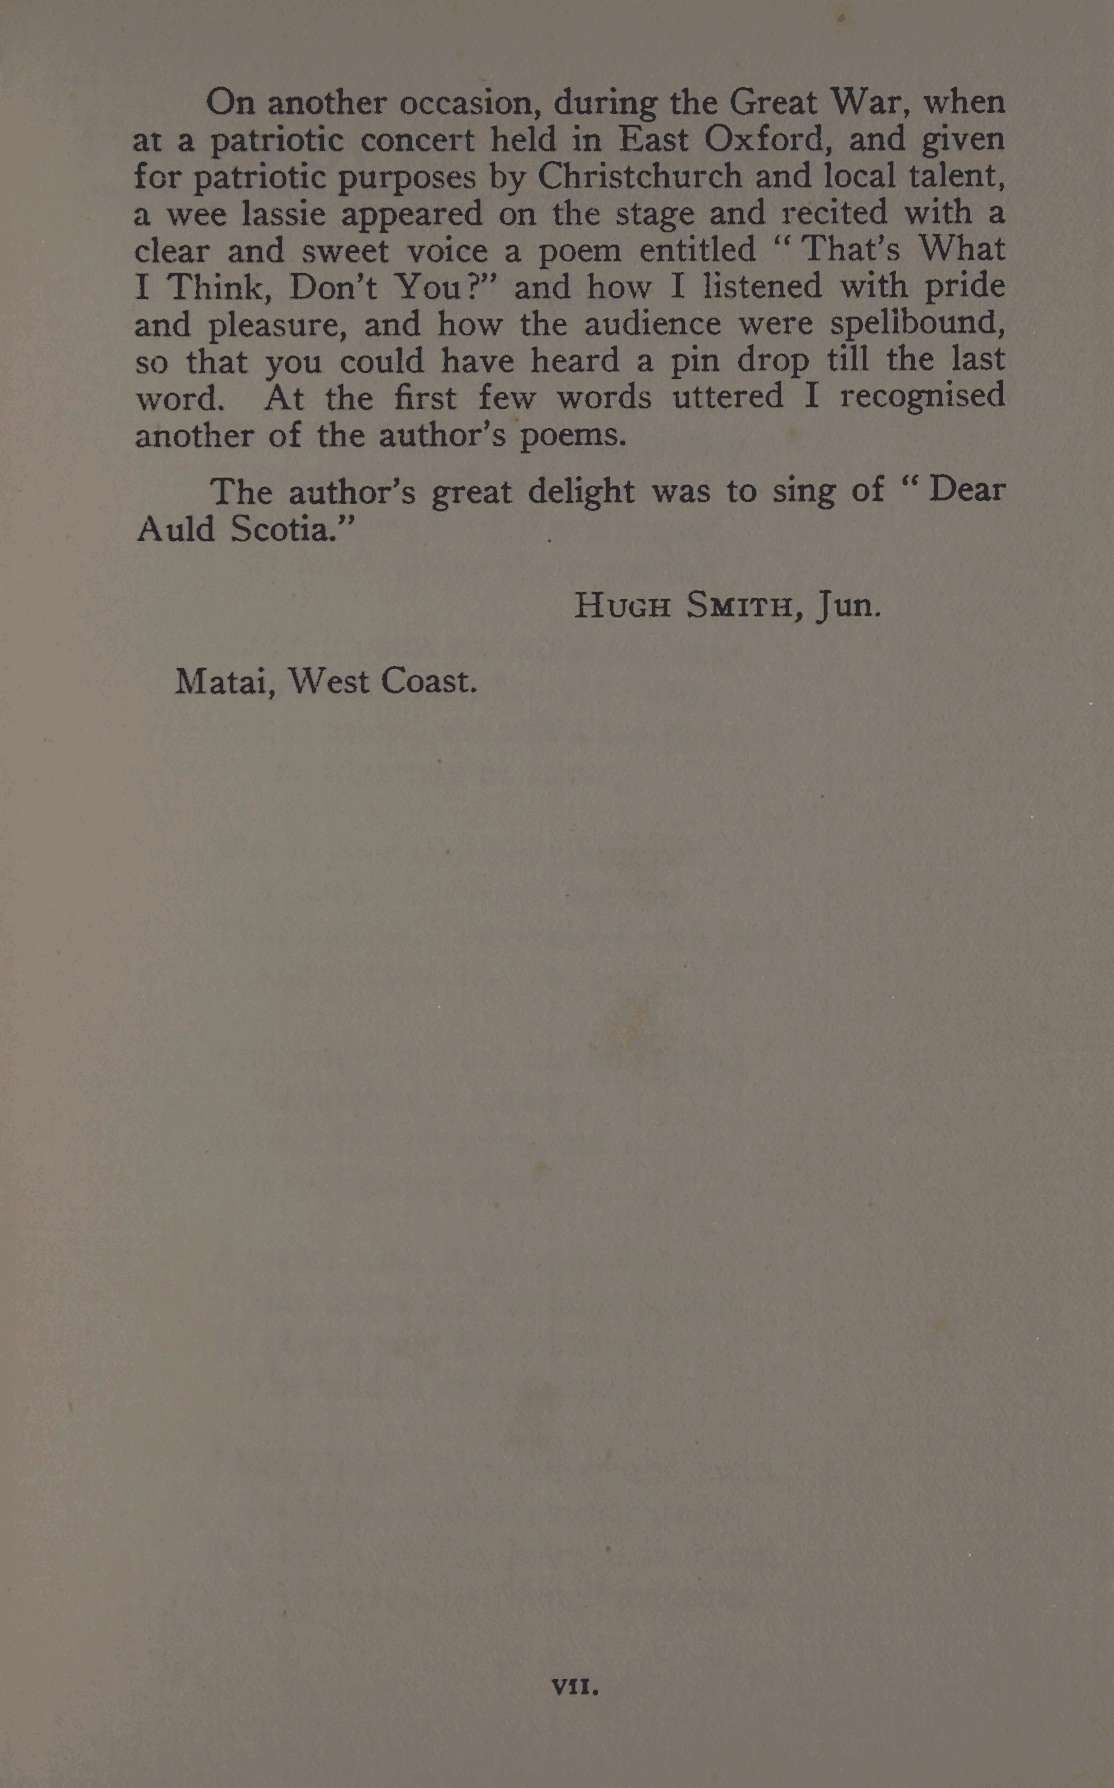 On another occasion, during the Great War, when
at a patriotic concert held in East Oxford, and given
for patriotic purposes by Christchurch and local talent,
a wee lassie appeared on the stage and recited with a
clear and sweet voice a poem entitled “ That’s What
I Think, Don’t You?” and how I listened with pride
and pleasure, and how the audience were spellbound,
so that you could have heard a pin drop till the last
word. At the first few words uttered I recognised
another of the author’s poems.
The author’s great delight was to sing of “ Dear
Auld Scotia.”
HUGH SMITH, Jun.
Matai, West Coast.
VII.